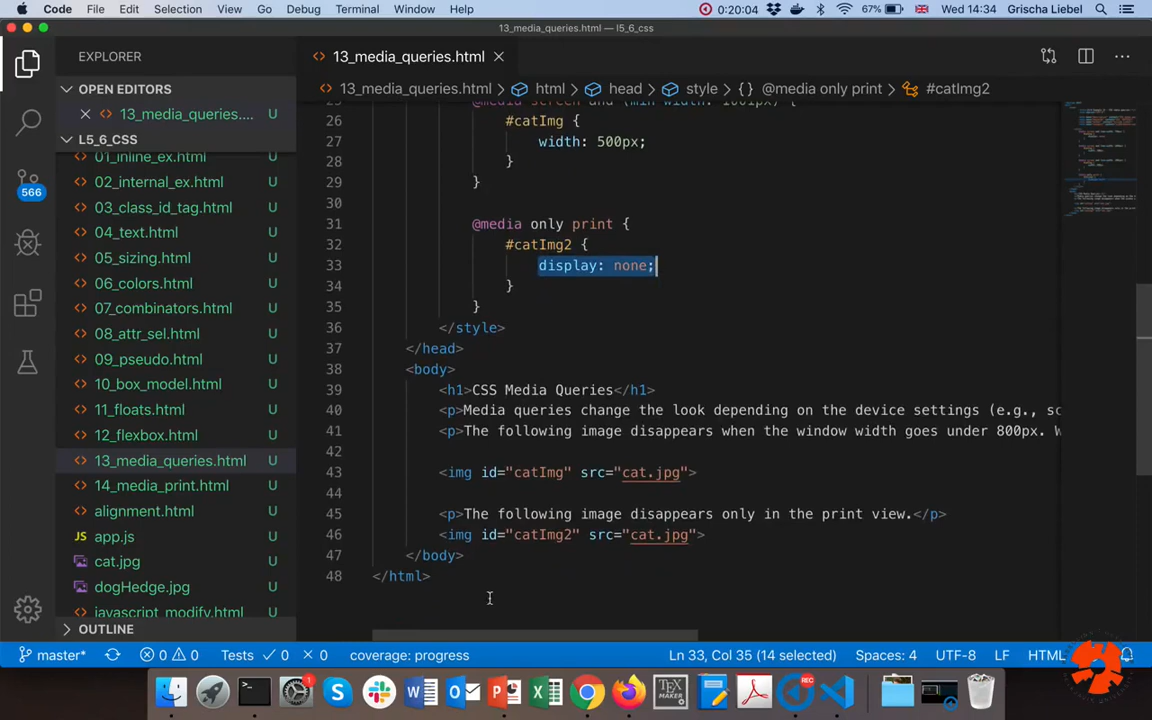 Code File Edit Selection View Go Debug Terminal Window Help 0:20:04 67% Wed 14:34 Grischa Liebel
13_media_queries.html — l5_6_css
EXPLORER
13_media_queries.html
OPEN EDITORS
13_media_queries.html > html > head > style > {} @media only print > #catImg2
13_media_queries.... U
L5_6_CSS
01_inline_ex.html U
02_internal_ex.html U
03_class_id_tag.html U
04_text.html U
05_sizing.html U
06_colors.html U
07_combinators.html U
08_attr_sel.html U
09_pseudo.html U
10_box_model.html U
11_floats.html U
12_flexbox.html U
13_media_queries.html U
14_media_print.html U
alignment.html U
app.js U
cat.jpg U
dogHedge.jpg U
javascript_modify.html U
OUTLINE
566
25 @media screen and (min-width: 1001px) {
26 #catImg {
27 width: 500px;
28 }
29 }
30
31 @media only print {
32 #catImg2 {
33 display: none;
34 }
35 }
36 </style>
37 </head>
38 <body>
39 <h1>CSS Media Queries</h1>
40 <p>Media queries change the look depending on the device settings (e.g., sc
41 <p>The following image disappears when the window width goes under 800px. W
42
43 <img id="catImg" src="cat.jpg">
44
45 <p>The following image disappears only in the print view.</p>
46 <img id="catImg2" src="cat.jpg">
47 </body>
48 </html>
master* 0 0 Tests 0 0 coverage: progress Ln 33, Col 35 (14 selected) Spaces: 4 UTF-8 LF HTML